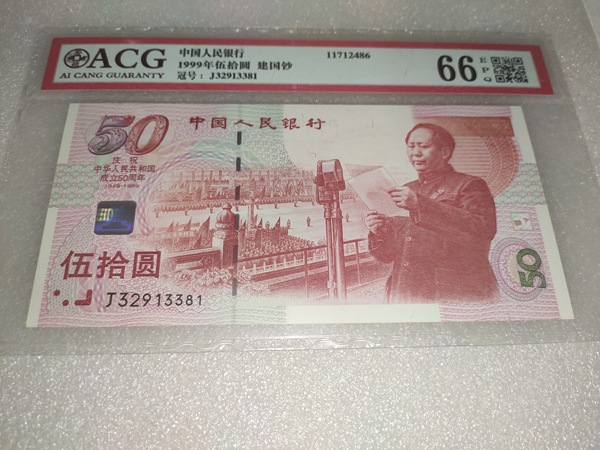 ACG
AI CANG GUARANTY
中国人民银行
1999年伍拾圆 建国钞
冠号: J32913381
11712486
66
EPQ
50
中国人民银行
庆祝
中华人民共和国
成立50周年
1949-1999
伍拾圆
J32913381
50